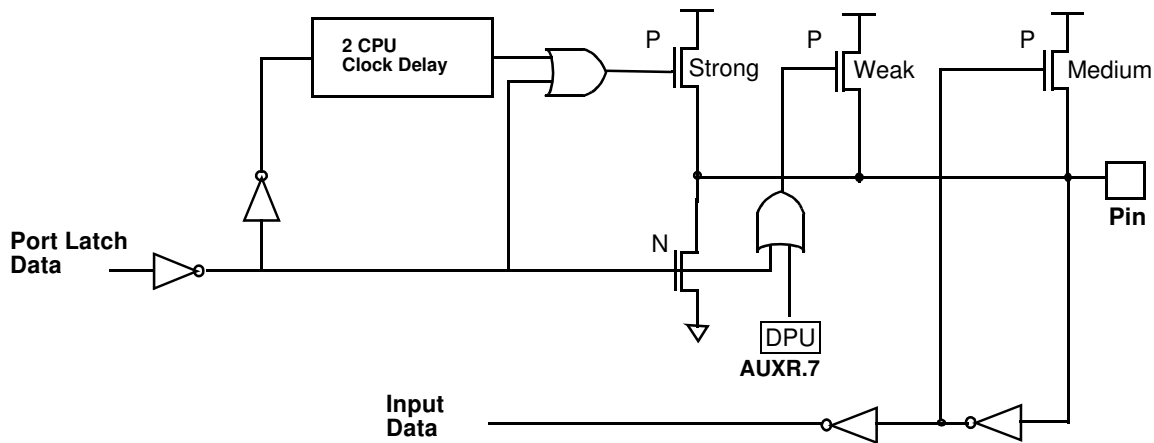 2 CPU
Clock Delay
P
Strong
P
Weak
P
Medium
Pin
Port Latch
Data
N
DPU
AUXR.7
Input
Data